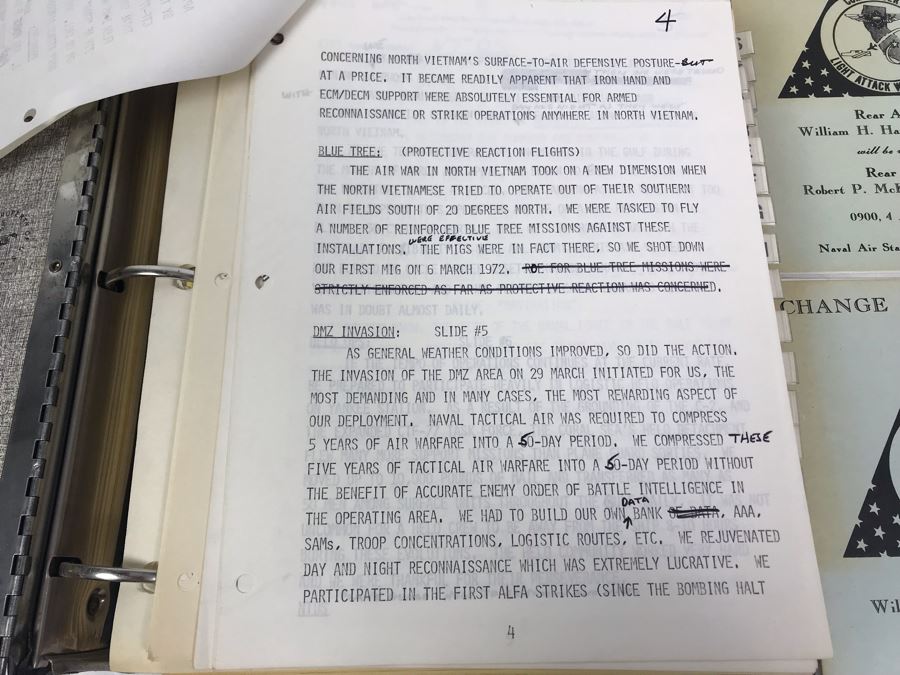 4
CONCERNING NORTH VIETNAM'S SURFACE-TO-AIR DEFENSIVE POSTURE-BUT
AT A PRICE. IT BECAME READILY APPARENT THAT IRON HAND AND
ECM/DECM SUPPORT WERE ABSOLUTELY ESSENTIAL FOR ARMED
RECONNAISSANCE OR STRIKE OPERATIONS ANYWHERE IN NORTH VIETNAM.
BLUE TREE: (PROTECTIVE REACTION FLIGHTS)
THE AIR WAR IN NORTH VIETNAM TOOK ON A NEW DIMENSION WHEN
THE NORTH VIETNAMESE TRIED TO OPERATE OUT OF THEIR SOUTHERN
AIR FIELDS SOUTH OF 20 DEGREES NORTH. WE WERE TASKED TO FLY
A NUMBER OF REINFORCED BLUE TREE MISSIONS AGAINST THESE
WERE EFFECTIVE
INSTALLATIONS. THE MIGS WERE IN FACT THERE, SO WE SHOT DOWN
OUR FIRST MIG ON 6 MARCH 1972. ROE FOR BLUE TREE MISSIONS WERE
STRICTLY ENFORCED AS FAR AS PROTECTIVE REACTION WAS CONCERNED.
DMZ INVASION: SLIDE #5
AS GENERAL WEATHER CONDITIONS IMPROVED, SO DID THE ACTION.
THE INVASION OF THE DMZ AREA ON 29 MARCH INITIATED FOR US, THE
MOST DEMANDING AND IN MANY CASES, THE MOST REWARDING ASPECT OF
OUR DEPLOYMENT. NAVAL TACTICAL AIR WAS REQUIRED TO COMPRESS
5 YEARS OF AIR WARFARE INTO A 50-DAY PERIOD. WE COMPRESSED THESE
FIVE YEARS OF TACTICAL AIR WARFARE INTO A 50-DAY PERIOD WITHOUT
THE BENEFIT OF ACCURATE ENEMY ORDER OF BATTLE INTELLIGENCE IN
DATA
THE OPERATING AREA. WE HAD TO BUILD OUR OWN BANK OF DATA, AAA,
SAMs, TROOP CONCENTRATIONS, LOGISTIC ROUTES, ETC. WE REJUVENATED
DAY AND NIGHT RECONNAISSANCE WHICH WAS EXTREMELY LUCRATIVE. WE
PARTICIPATED IN THE FIRST ALFA STRIKES (SINCE THE BOMBING HALT
4
LIGHT ATTACK W
Rear A
William H. Ha
will be
Rear
Robert P. McK
0900, 4
Naval Air Sta
CHANGE
Wil